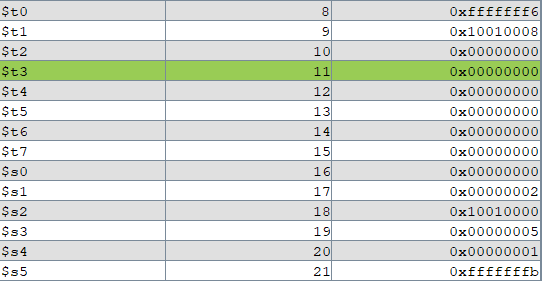 $t0 8 0xfffffff6
$t1 9 0x10010008
$t2 10 0x00000000
$t3 11 0x00000000
$t4 12 0x00000000
$t5 13 0x00000000
$t6 14 0x00000000
$t7 15 0x00000000
$s0 16 0x00000000
$s1 17 0x00000002
$s2 18 0x10010000
$s3 19 0x00000005
$s4 20 0x00000001
$s5 21 0xfffffffb